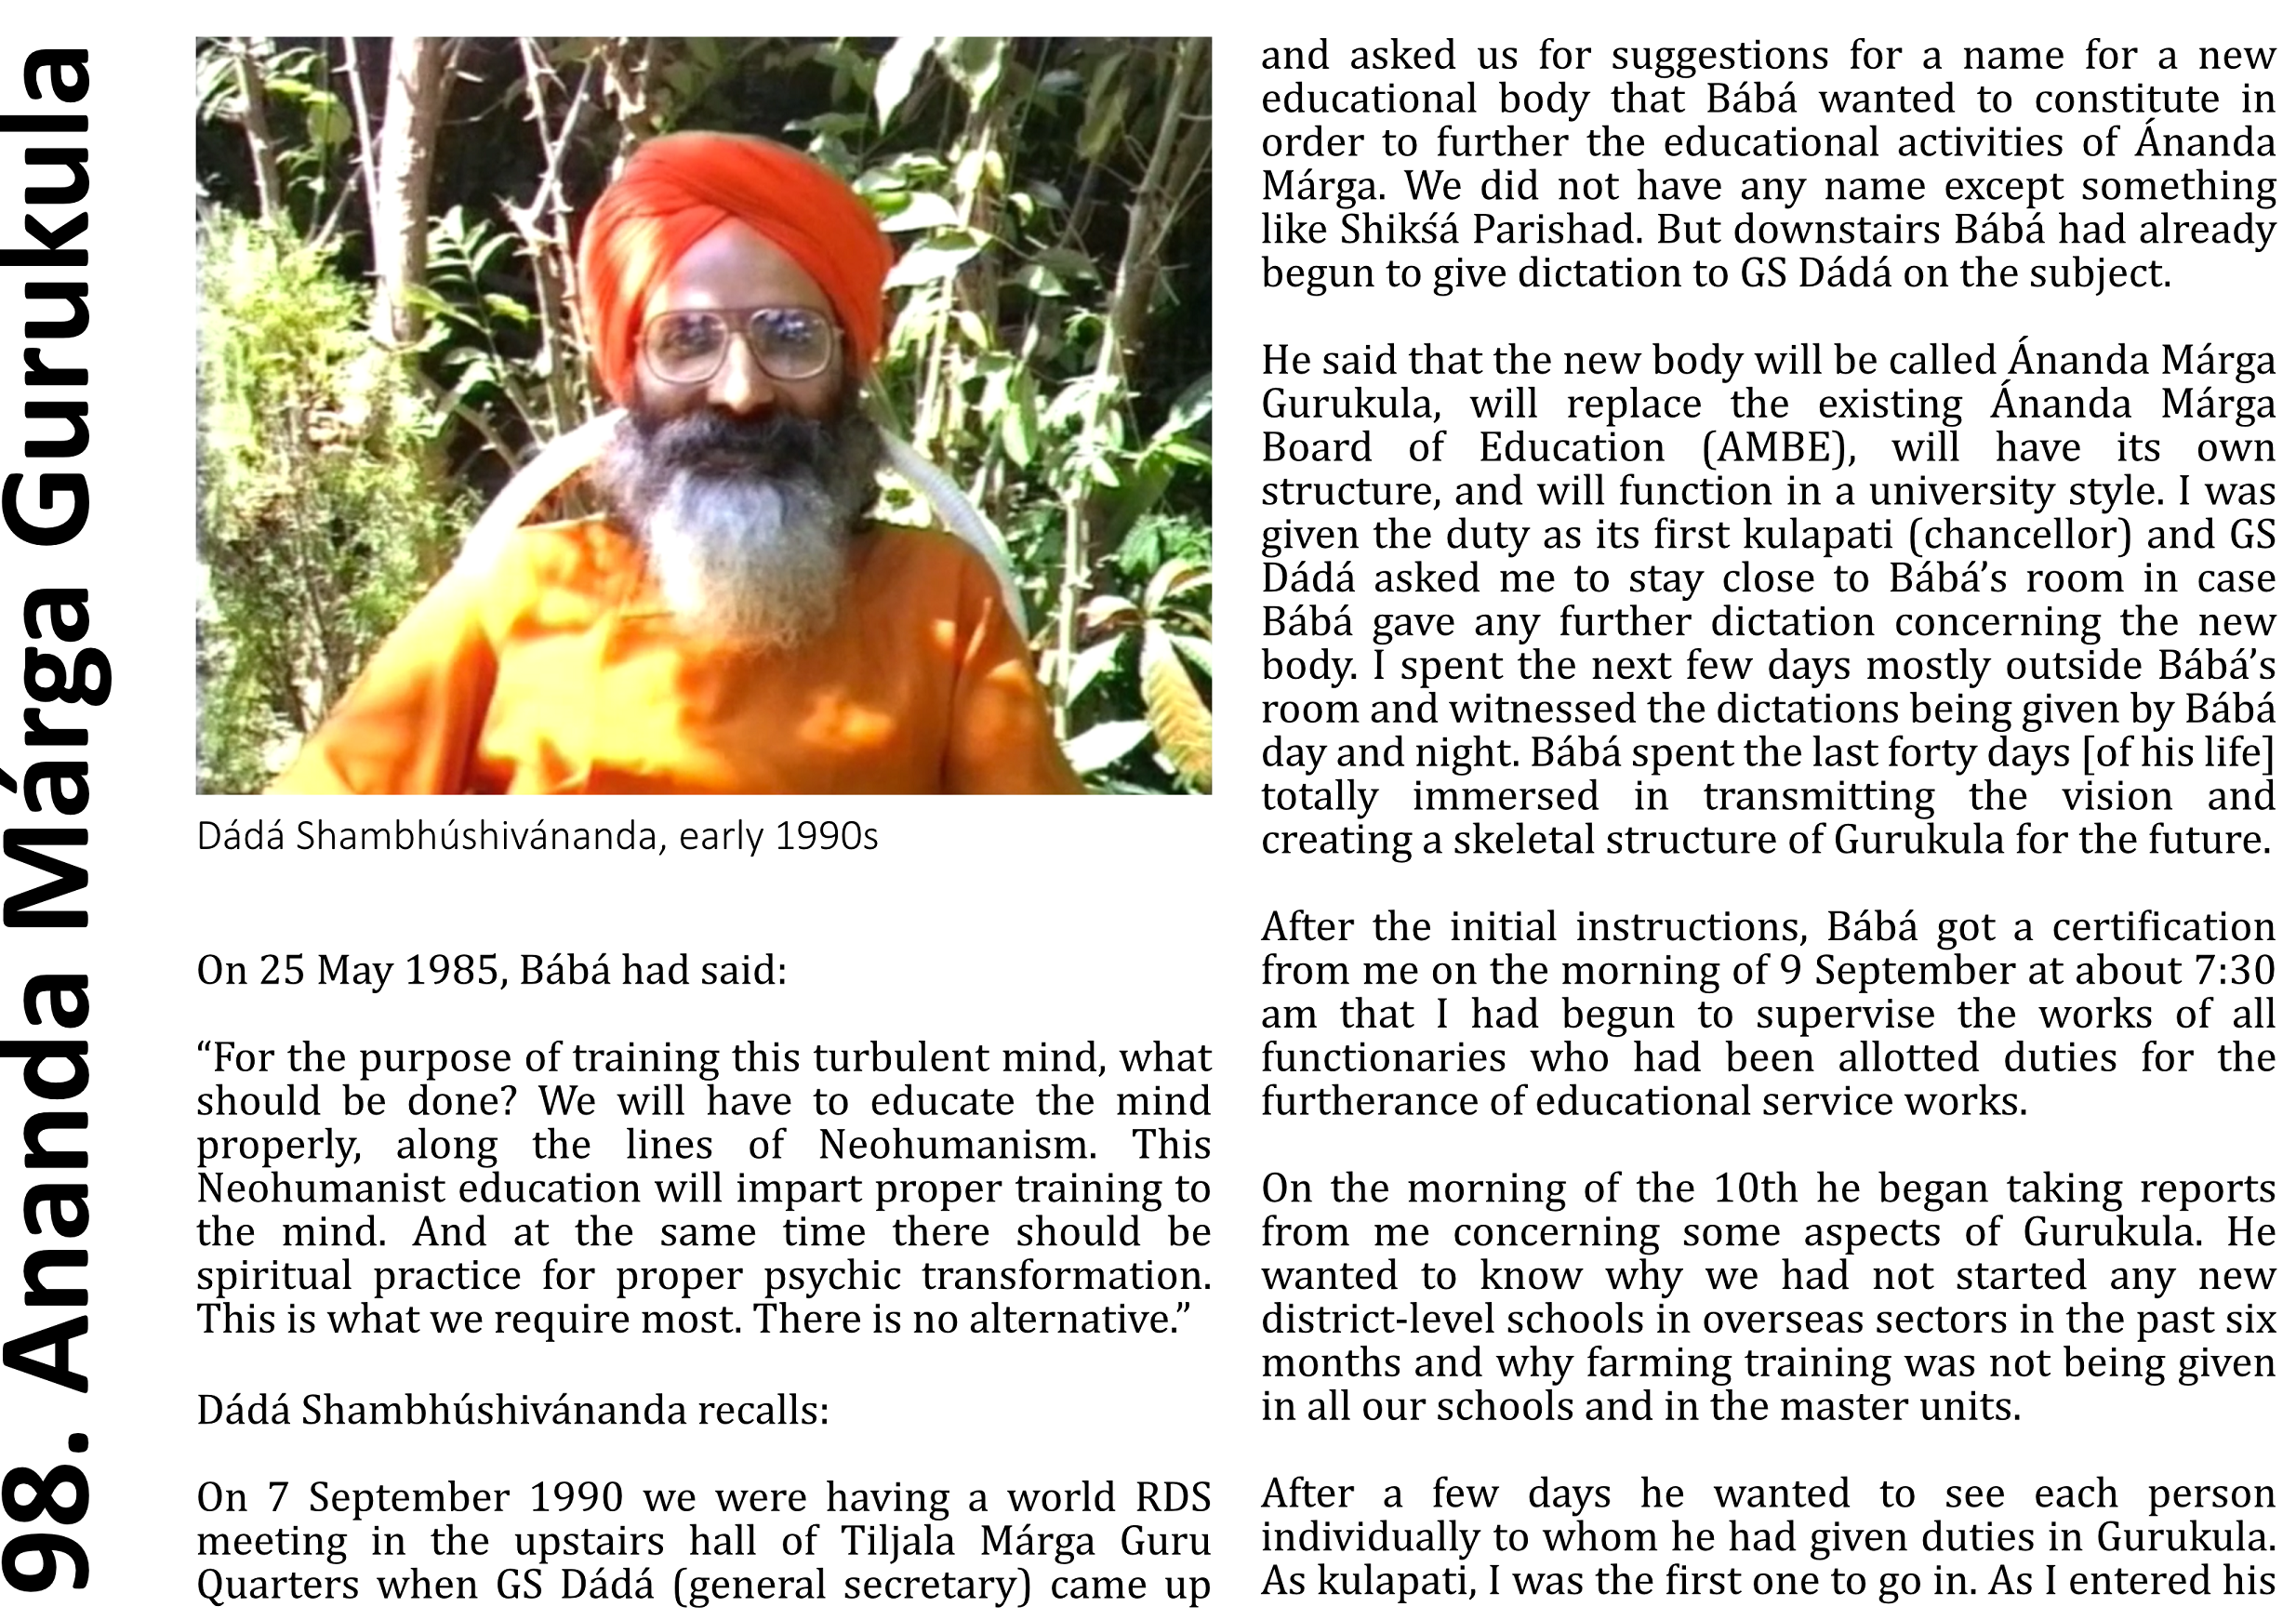 98. Ánanda Márga Gurukula
Dádá Shambhúshivánanda, early 1990s
On 25 May 1985, Bábá had said:
“For the purpose of training this turbulent mind, what
should be done? We will have to educate the mind
properly, along the lines of Neohumanism. This
Neohumanist education will impart proper training to
the mind. And at the same time there should be
spiritual practice for proper psychic transformation.
This is what we require most. There is no alternative.”
Dádá Shambhúshivánanda recalls:
On 7 September 1990 we were having a world RDS
meeting in the upstairs hall of Tiljala Márga Guru
Quarters when GS Dádá (general secretary) came up
and asked us for suggestions for a name for a new
educational body that Bábá wanted to constitute in
order to further the educational activities of Ánanda
Márga. We did not have any name except something
like Shikśá Parishad. But downstairs Bábá had already
begun to give dictation to GS Dádá on the subject.
He said that the new body will be called Ánanda Márga
Gurukula, will replace the existing Ánanda Márga
Board of Education (AMBE), will have its own
structure, and will function in a university style. I was
given the duty as its first kulapati (chancellor) and GS
Dádá asked me to stay close to Bábá’s room in case
Bábá gave any further dictation concerning the new
body. I spent the next few days mostly outside Bábá’s
room and witnessed the dictations being given by Bábá
day and night. Bábá spent the last forty days [of his life]
totally immersed in transmitting the vision and
creating a skeletal structure of Gurukula for the future.
After the initial instructions, Bábá got a certification
from me on the morning of 9 September at about 7:30
am that I had begun to supervise the works of all
functionaries who had been allotted duties for the
furtherance of educational service works.
On the morning of the 10th he began taking reports
from me concerning some aspects of Gurukula. He
wanted to know why we had not started any new
district-level schools in overseas sectors in the past six
months and why farming training was not being given
in all our schools and in the master units.
After a few days he wanted to see each person
individually to whom he had given duties in Gurukula.
As kulapati, I was the first one to go in. As I entered his